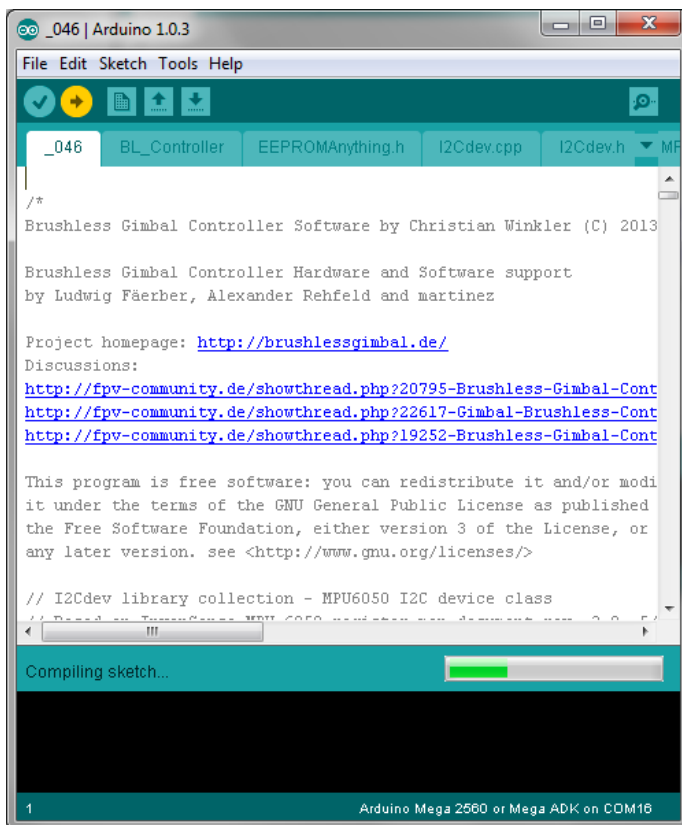 _046 | Arduino 1.0.3
File Edit Sketch Tools Help
_046 BL_Controller EEPROMAnything.h I2Cdev.cpp I2Cdev.h MP
/*
Brushless Gimbal Controller Software by Christian Winkler (C) 2013
Brushless Gimbal Controller Hardware and Software support
by Ludwig Fäerber, Alexander Rehfeld and martinez
Project homepage: http://brushlessgimbal.de/
Discussions:
http://fpv-community.de/showthread.php?20795-Brushless-Gimbal-Cont
http://fpv-community.de/showthread.php?22617-Gimbal-Brushless-Cont
http://fpv-community.de/showthread.php?19252-Brushless-Gimbal-Cont
This program is free software: you can redistribute it and/or modi
it under the terms of the GNU General Public License as published
the Free Software Foundation, either version 3 of the License, or
any later version. see <http://www.gnu.org/licenses/>
// I2Cdev library collection - MPU6050 I2C device class
Compiling sketch...
1 Arduino Mega 2560 or Mega ADK on COM16